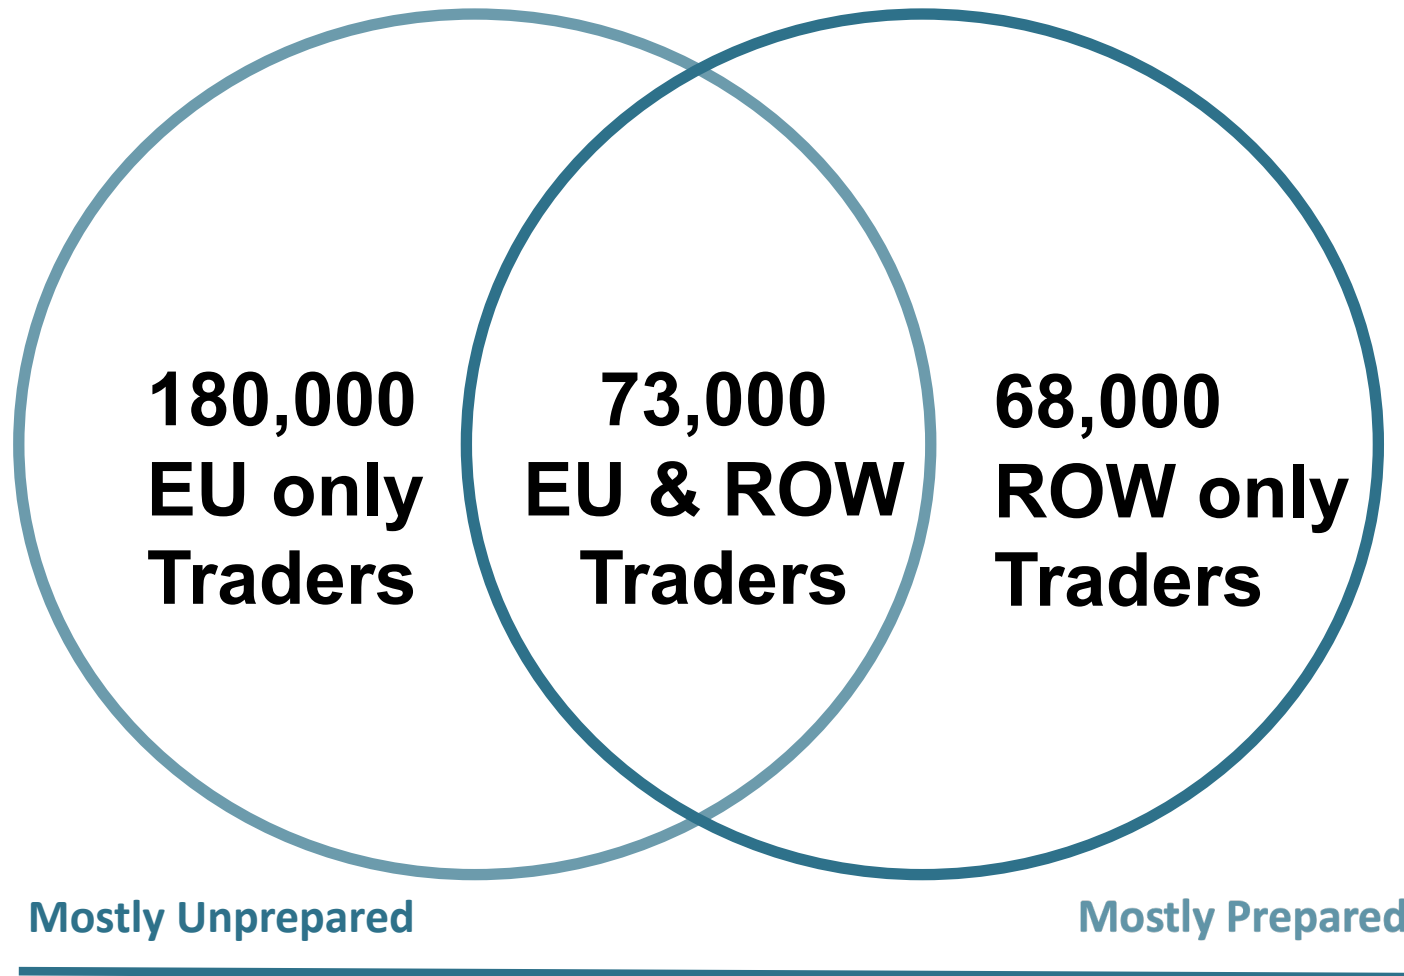 180,000
EU only
Traders
73,000
EU & ROW
Traders
68,000
ROW only
Traders
Mostly Unprepared
Mostly Prepared